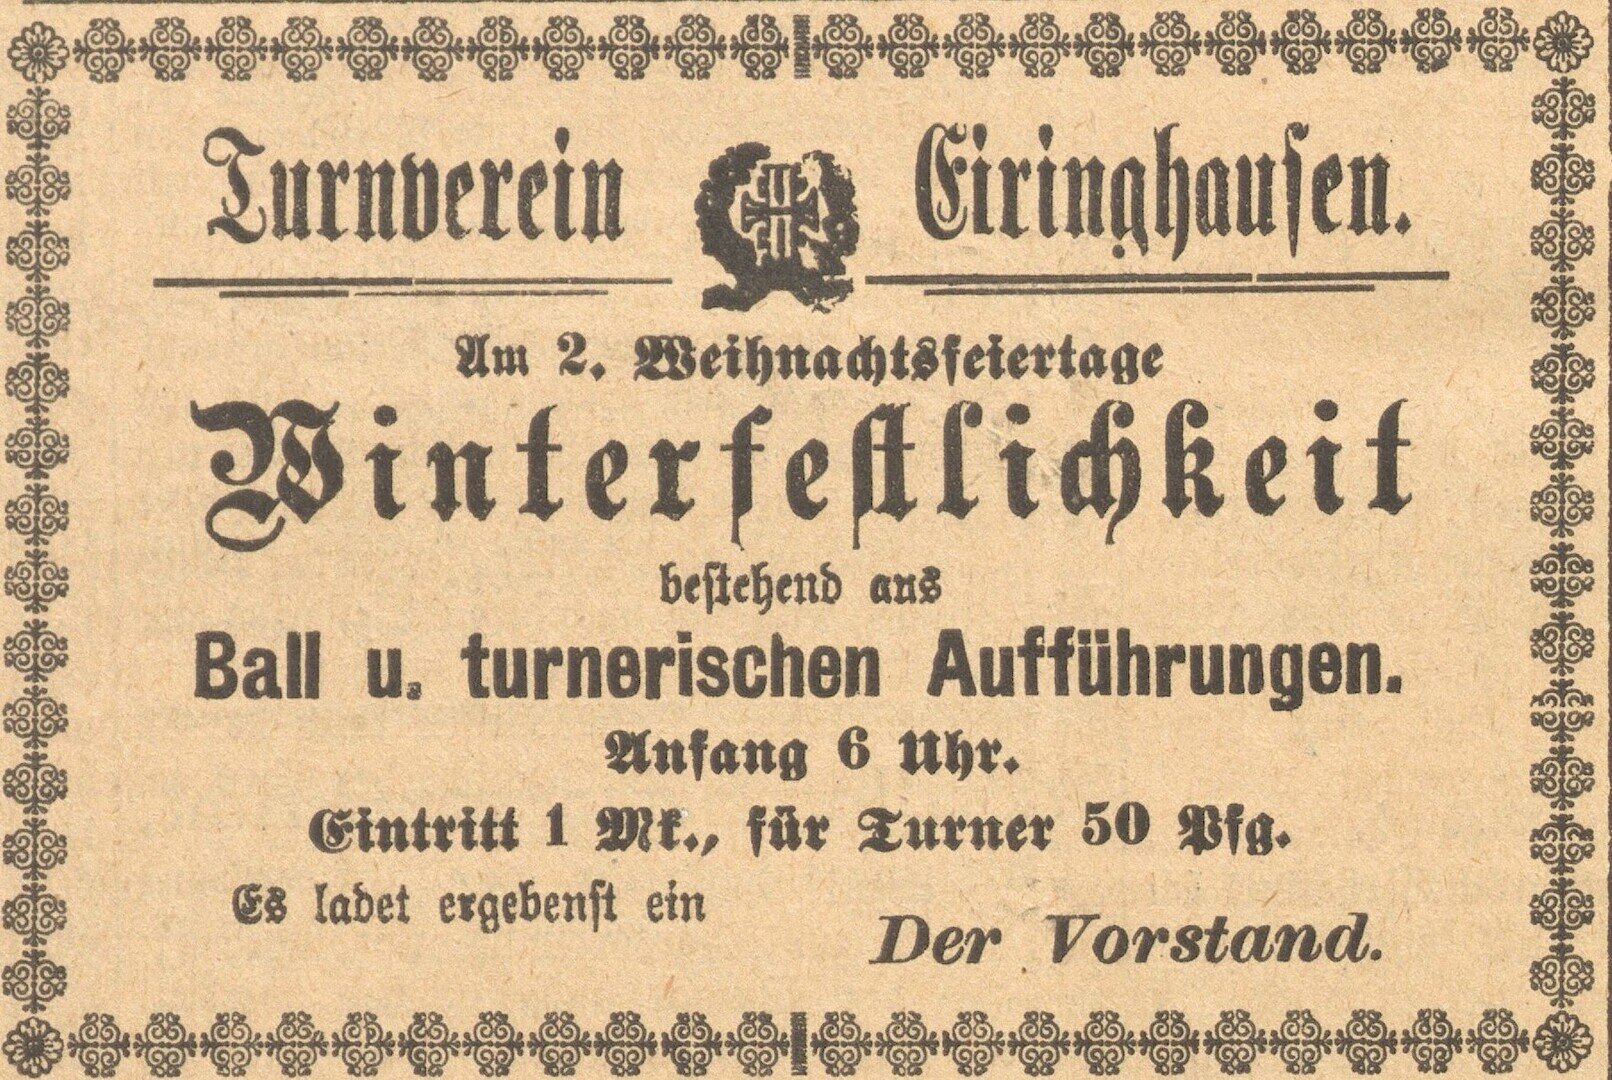 Turnverein Eiringhausen.
Am 2. Weihnachtsfeiertage
Winterfestlichkeit
bestehend aus
Ball u. turnerischen Aufführungen.
Anfang 6 Uhr.
Eintritt 1 Mk., für Turner 50 Pfg.
Es ladet ergebenst ein
Der Vorstand.